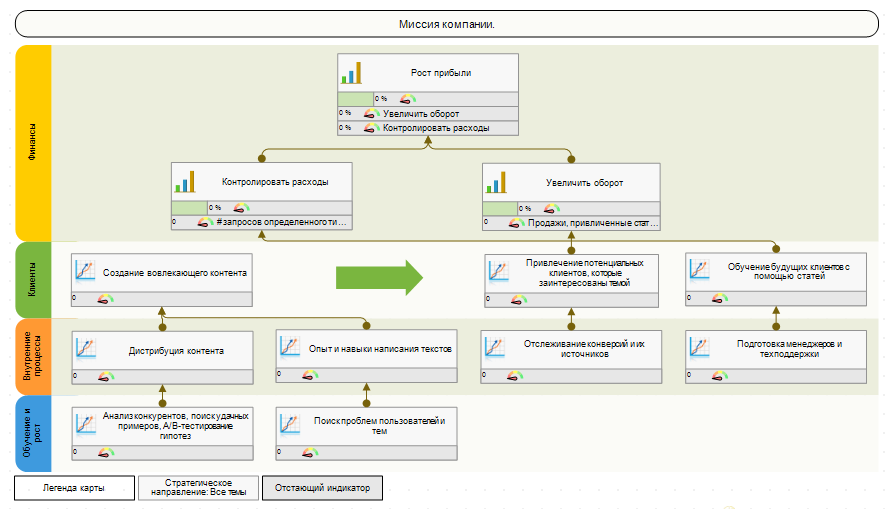 Миссия компании.
Финансы
Рост прибыли
0 %
0 % Увеличить оборот
0 % Контролировать расходы
Контролировать расходы
0 %
0 # запросов определенного ти...
Увеличить оборот
0 %
0 Продажи, привличенные стат...
Клиенты
Создание вовлекающего контента
0
Привлечение потенциальных
клиентов, которые
заинтересованы темой
0
Обучение будущих клиентов с
помощью статей
0
Внутренние
процессы
Дистрибуция контента
0
Опыт и навыки написания текстов
0
Отслеживание конверсий и их
источников
0
Подготовка менеджеров и
техподдержки
0
Обучение и
рост
Анализ конкурентов, поиск удачных
примеров, A/B-тестирование
гипотез
0
Поиск проблем пользователей и
тем
0
Легенда карты
Стратегическое
направление: Все темы
Отстающий индикатор